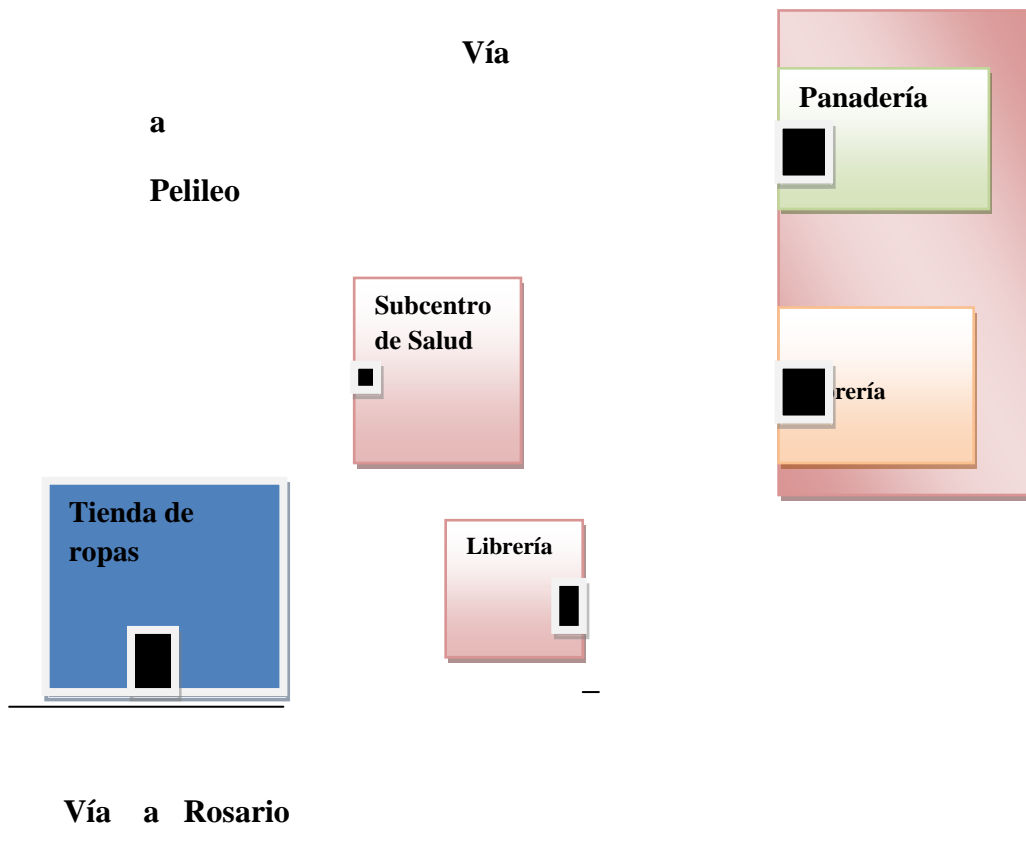 Vía
Panadería
a
Pelileo
Subcentro
de Salud
rería
Tienda de
ropas
Librería
Vía a Rosario